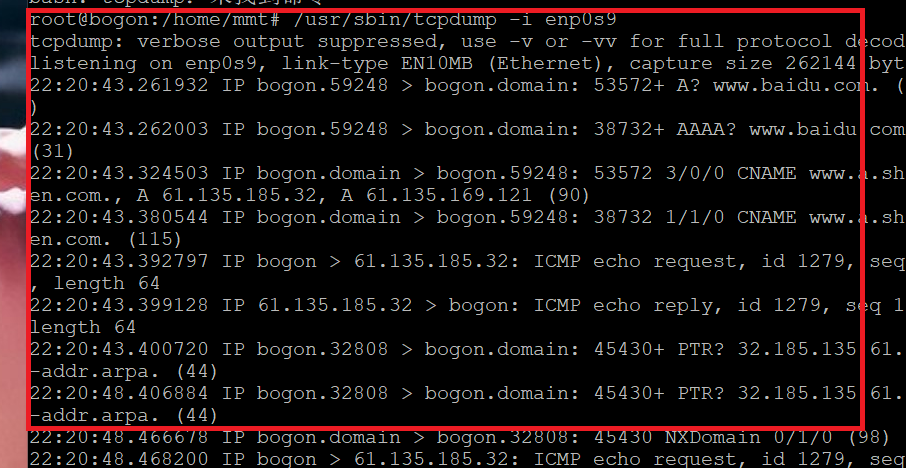 root@bogon:/home/mmt# /usr/sbin/tcpdump -i enp0s9
tcpdump: verbose output suppressed, use -v or -vv for full protocol decod
listening on enp0s9, link-type EN10MB (Ethernet), capture size 262144 byt
22:20:43.261932 IP bogon.59248 > bogon.domain: 53572+ A? www.baidu.com. (
)
22:20:43.262003 IP bogon.59248 > bogon.domain: 38732+ AAAA? www.baidu.com
(31)
22:20:43.324503 IP bogon.domain > bogon.59248: 53572 3/0/0 CNAME www.a.sh
en.com., A 61.135.185.32, A 61.135.169.121 (90)
22:20:43.380544 IP bogon.domain > bogon.59248: 38732 1/1/0 CNAME www.a.sh
en.com. (115)
22:20:43.392797 IP bogon > 61.135.185.32: ICMP echo request, id 1279, seq
, length 64
22:20:43.399128 IP 61.135.185.32 > bogon: ICMP echo reply, id 1279, seq 1
length 64
22:20:43.400720 IP bogon.32808 > bogon.domain: 45430+ PTR? 32.185.135.61.
-addr.arpa. (44)
22:20:48.406884 IP bogon.32808 > bogon.domain: 45430+ PTR? 32.185.135.61.
-addr.arpa. (44)
22:20:48.466678 IP bogon.domain > bogon.32808: 45430 NXDomain 0/1/0 (98)
22:20:48.468200 IP bogon > 61.135.185.32: ICMP echo request, id 1279, seq